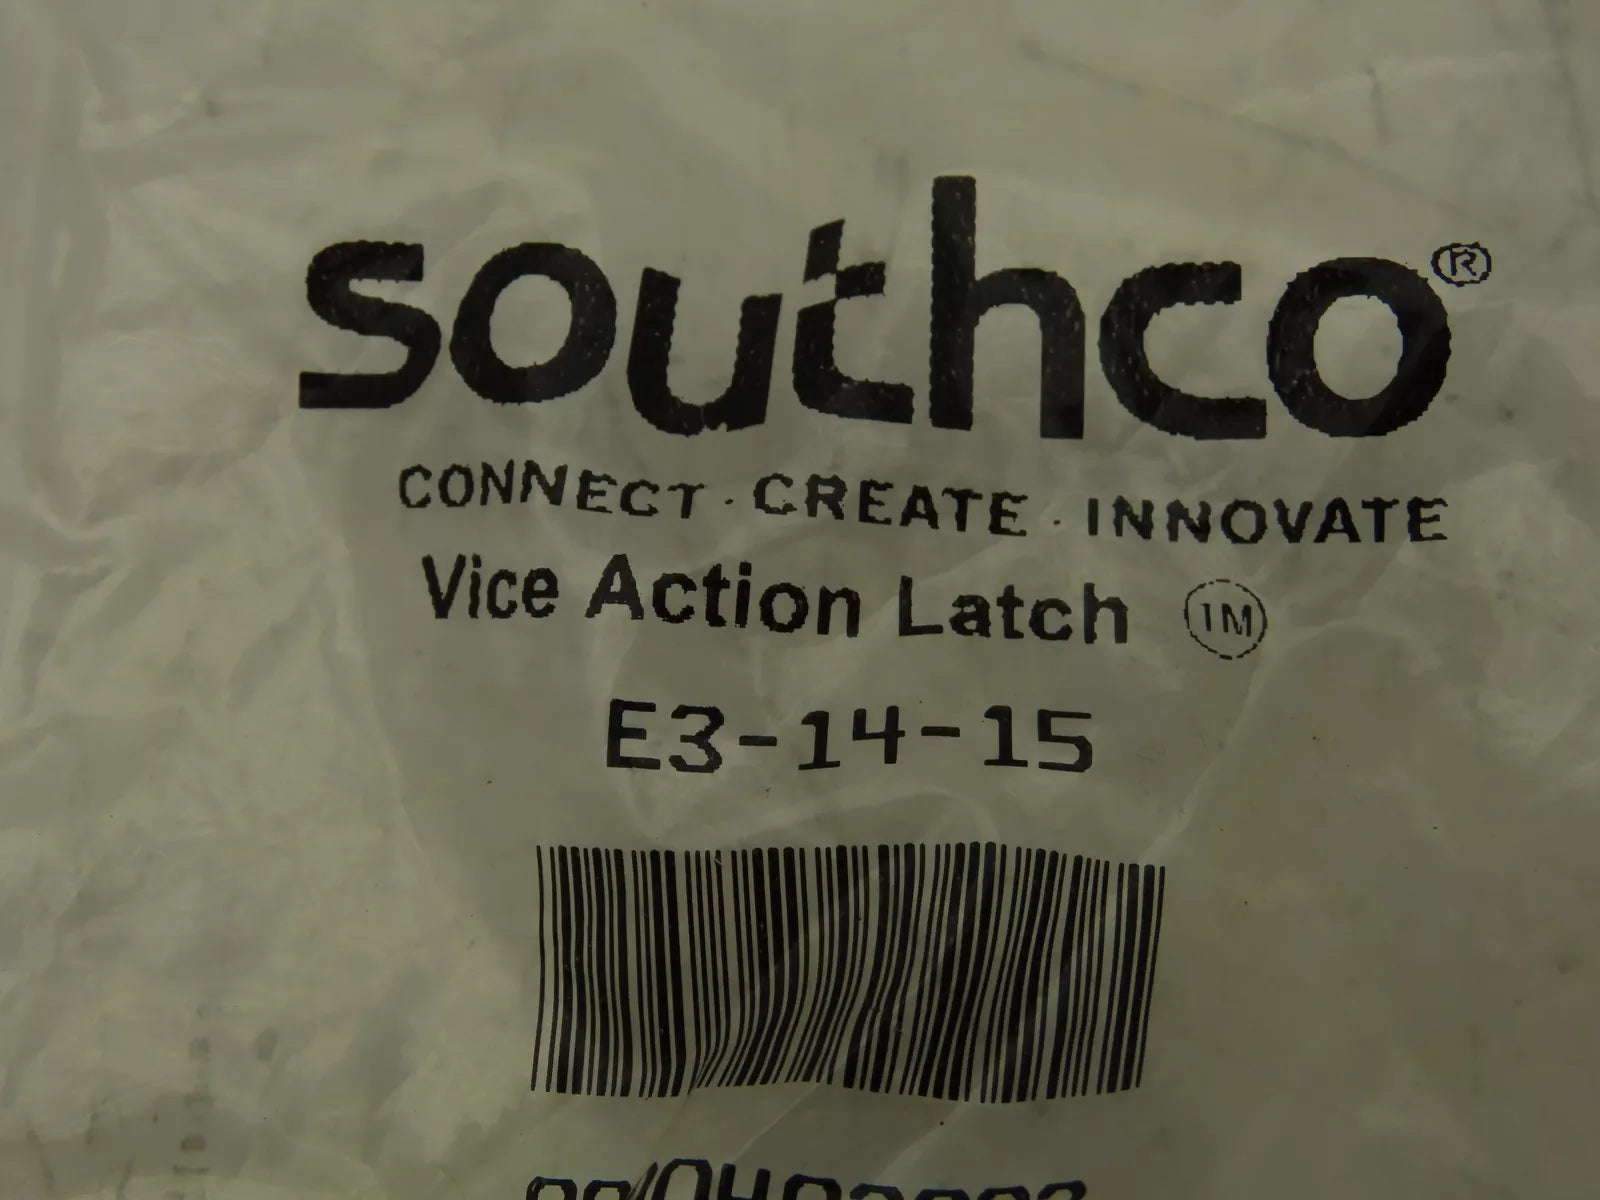 southco®
CONNECT · CREATE · INNOVATE
Vice Action Latch TM
E3-14-15